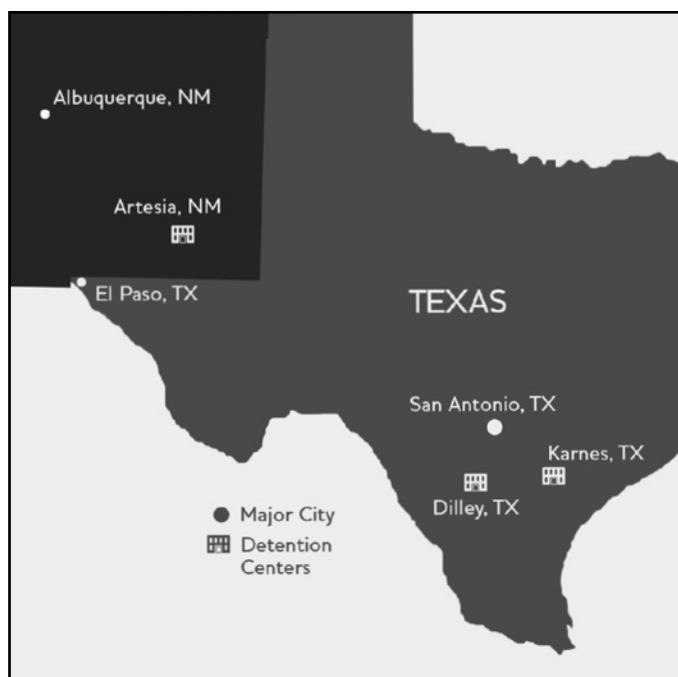 Albuquerque, NM
Artesia, NM
El Paso, TX
TEXAS
San Antonio, TX
Karnes, TX
Dilley, TX
Major City
Detention
Centers